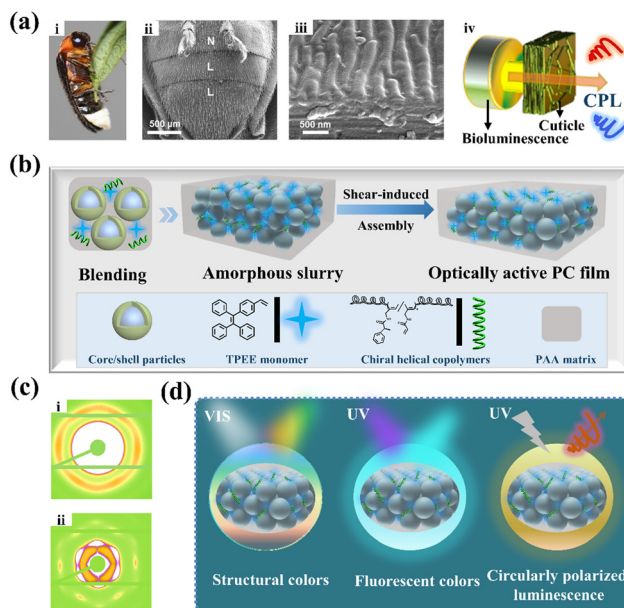 (a)
i
ii
N
L
L
500 μm
iii
500 nm
iv
CPL
Cuticle
Bioluminescence
(b)
Shear-induced
Assembly
Blending
Amorphous slurry
Optically active PC film
Core/shell particles
TPEE monomer
Chiral helical copolymers
PAA matrix
(c)
i
ii
(d)
VIS
UV
UV
Structural colors
Fluorescent colors
Circularly polarized
luminescence